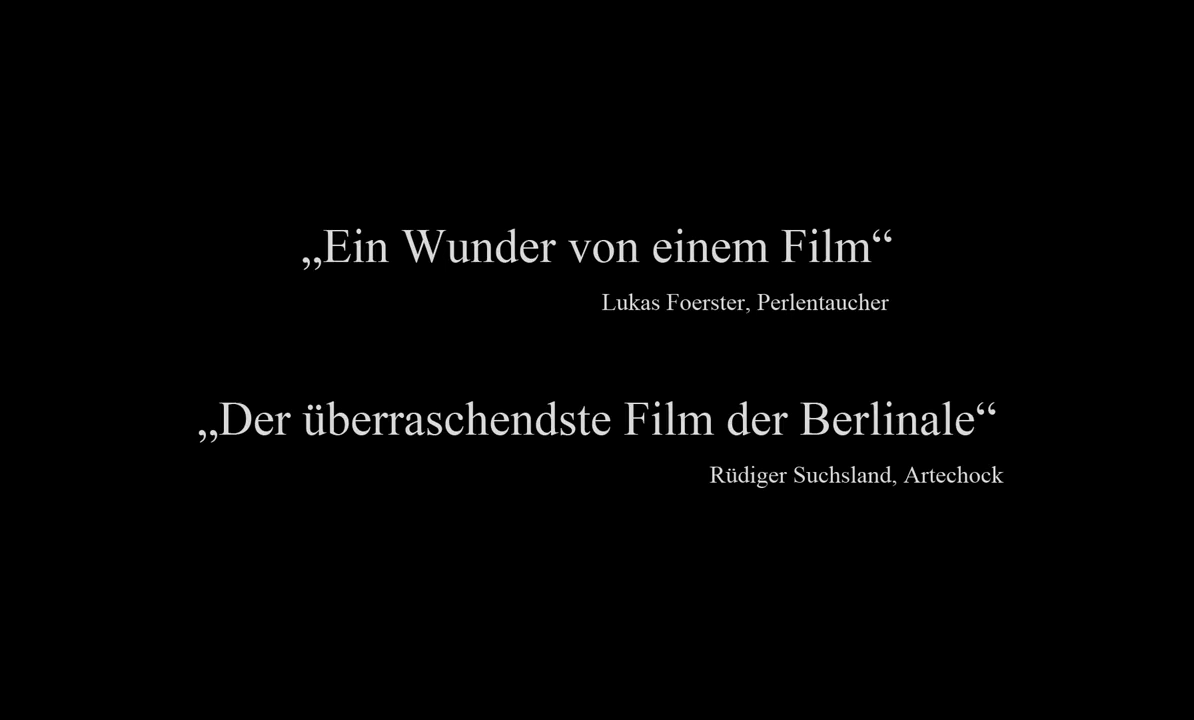 „Ein Wunder von einem Film“
Lukas Foerster, Perlentaucher
„Der überraschendste Film der Berlinale“
Rüdiger Suchsland, Artechock